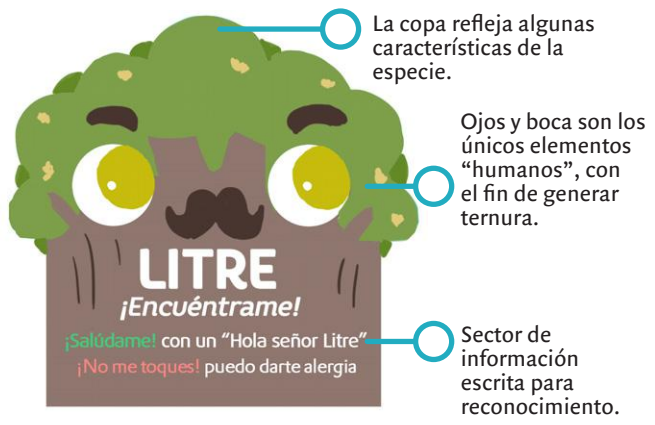 La copa refleja algunas
características de la
especie.
Ojos y boca son los
únicos elementos
“humanos”, con
el fin de generar
ternura.
LITRE
¡Encuéntrame!
¡Salúdame! con un “Hola señor Litre”
¡No me toques! puedo darte alergia
Sector de
información
escrita para
reconocimiento.